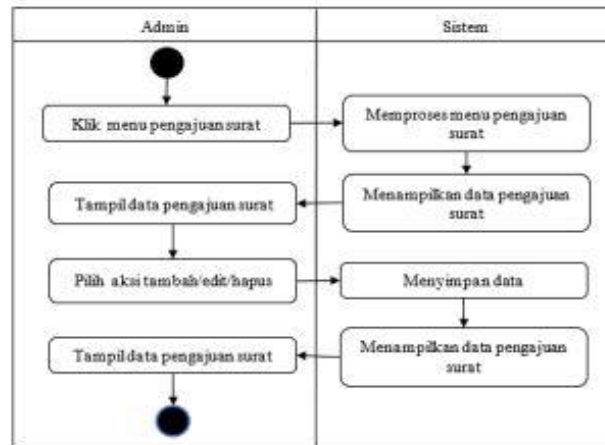 Admin
Sistem
Klik menu pengajuan surat
Memproses menu pengajuan
surat
Menampilkan data pengajuan
surat
Tampil data pengajuan surat
Pilih aksi tambah/edit/hapus
Menyimpan data
Menampilkan data pengajuan
surat
Tampil data pengajuan surat